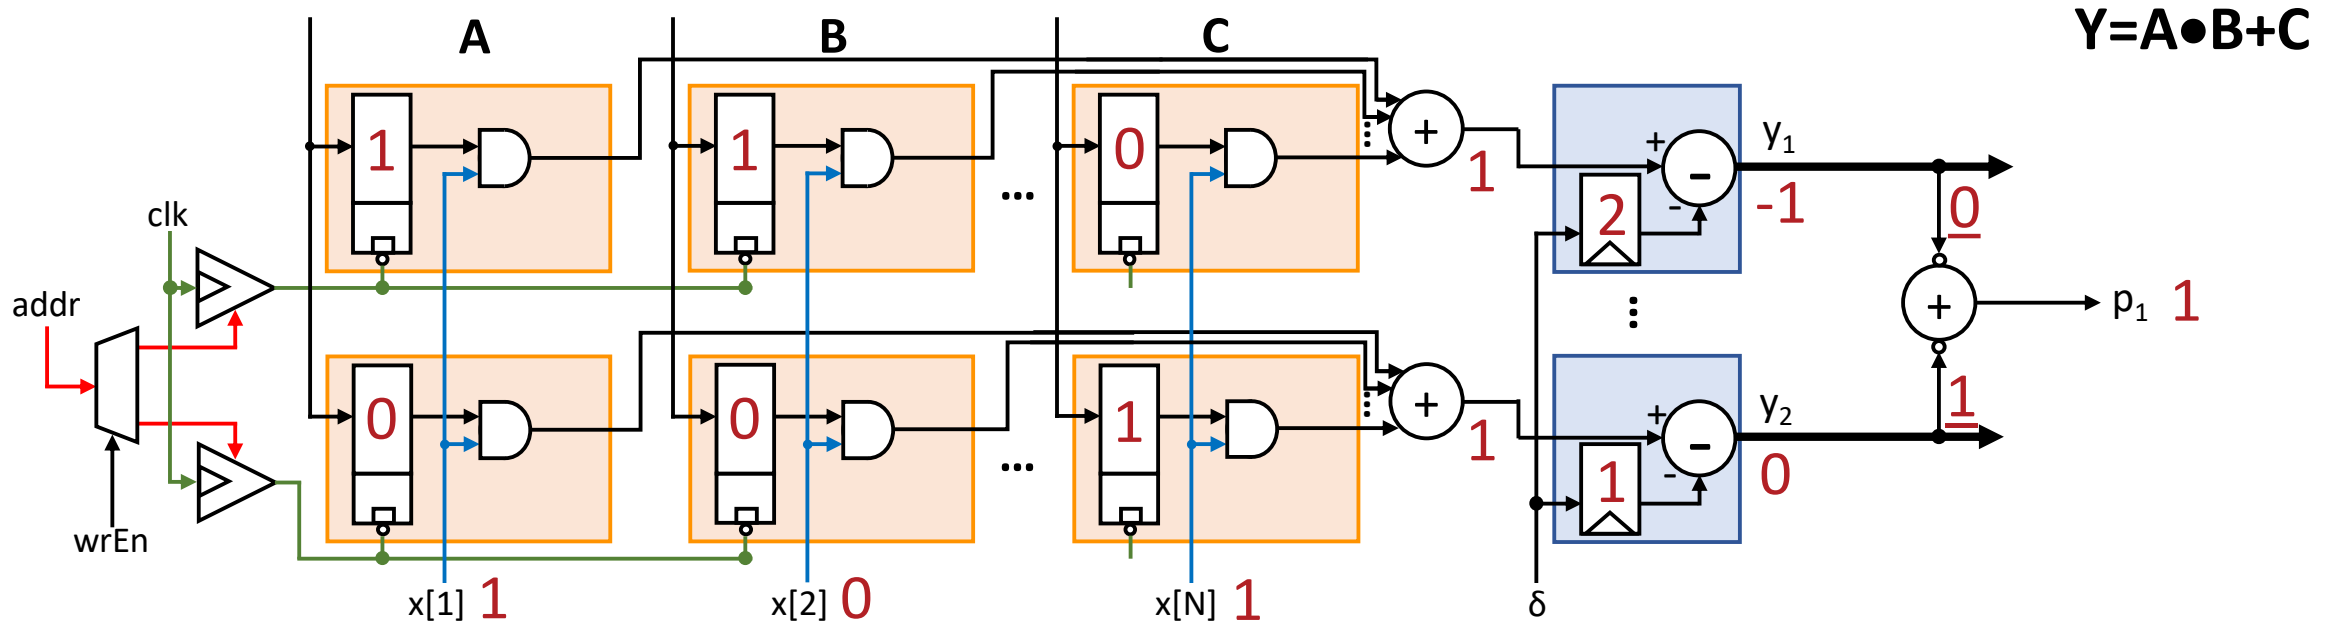 A B C Y=A●B+C
1 1 0 + 1 + - - 2 y1 -1 0
...
clk
addr
+ p1 1
0 0 1 + 1 + - - 1 y2 0 1
...
wrEn
x[1] 1 x[2] 0 x[N] 1 δ